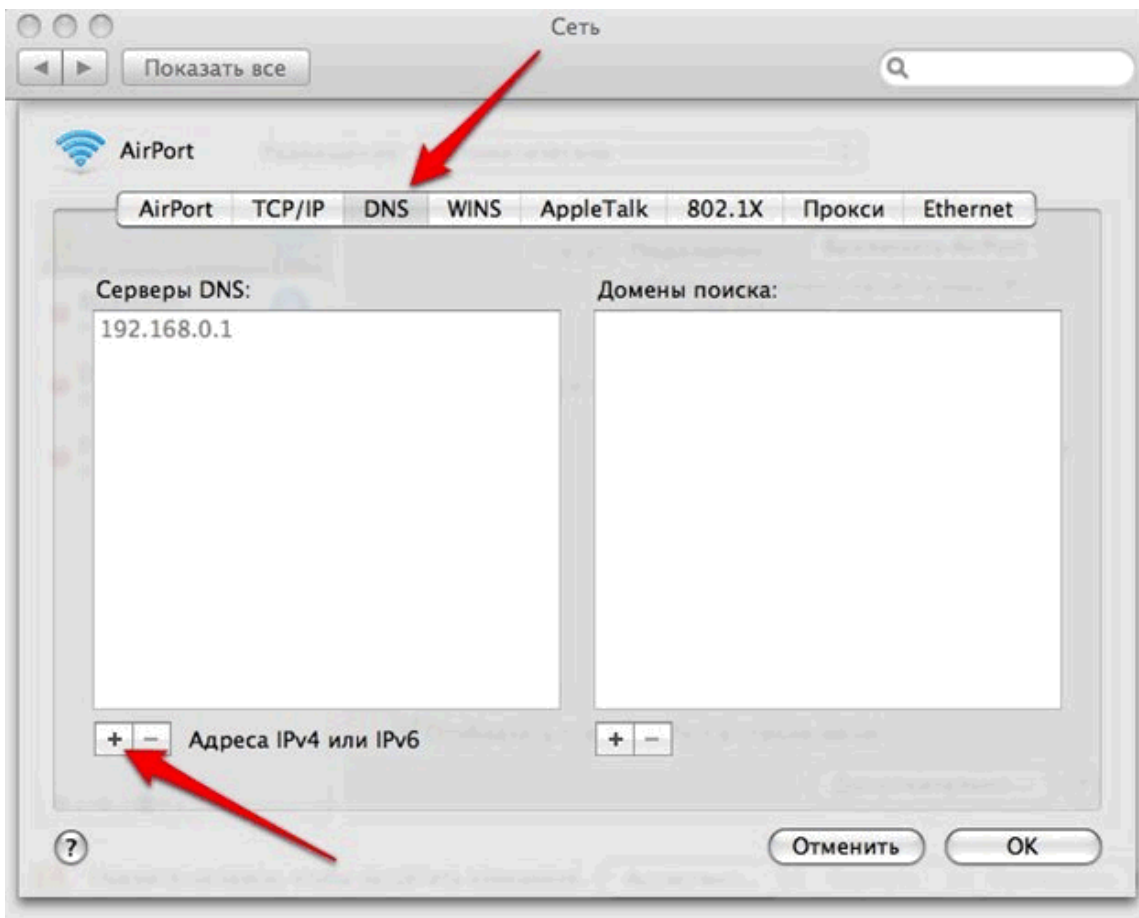 Сеть
Показать все
AirPort
AirPort TCP/IP DNS WINS AppleTalk 802.1X Прокси Ethernet
Серверы DNS: Домены поиска:
192.168.0.1
+ − Адреса IPv4 или IPv6 + −
? Отменить OK